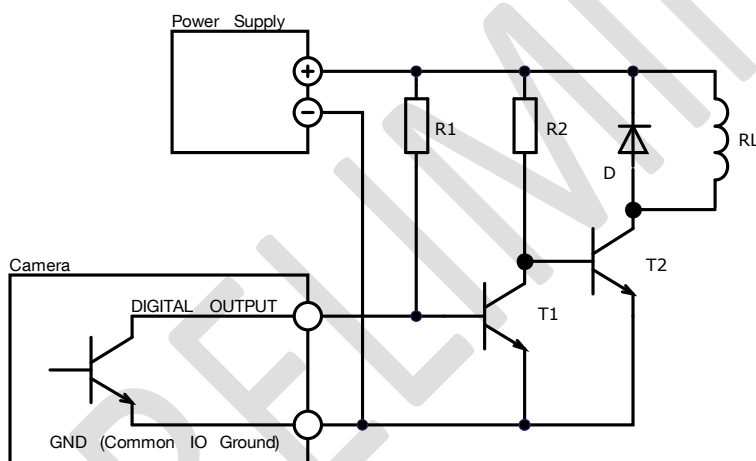 Power Supply
+
−
R1
R2
D
RL
T1
T2
Camera
DIGITAL OUTPUT
GND (Common IO Ground)